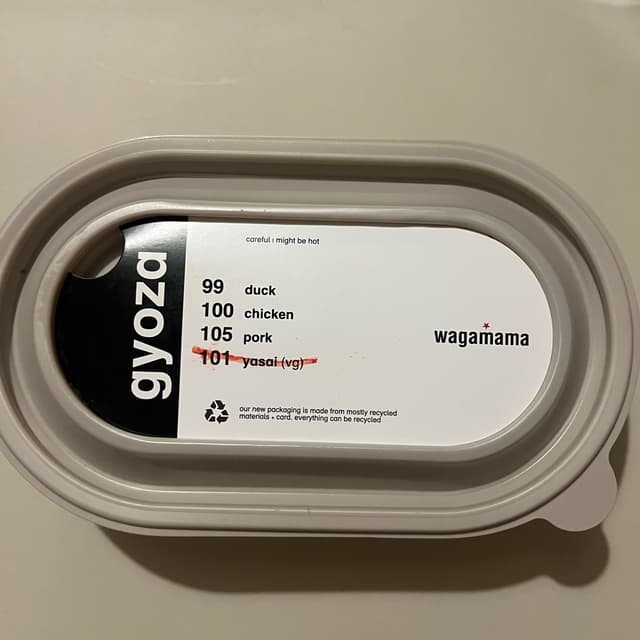 gyoza
careful i might be hot
99 duck
100 chicken
105 pork
101 yasai (vg)
wagamama
our new packaging is made from mostly recycled
materials + card. everything can be recycled